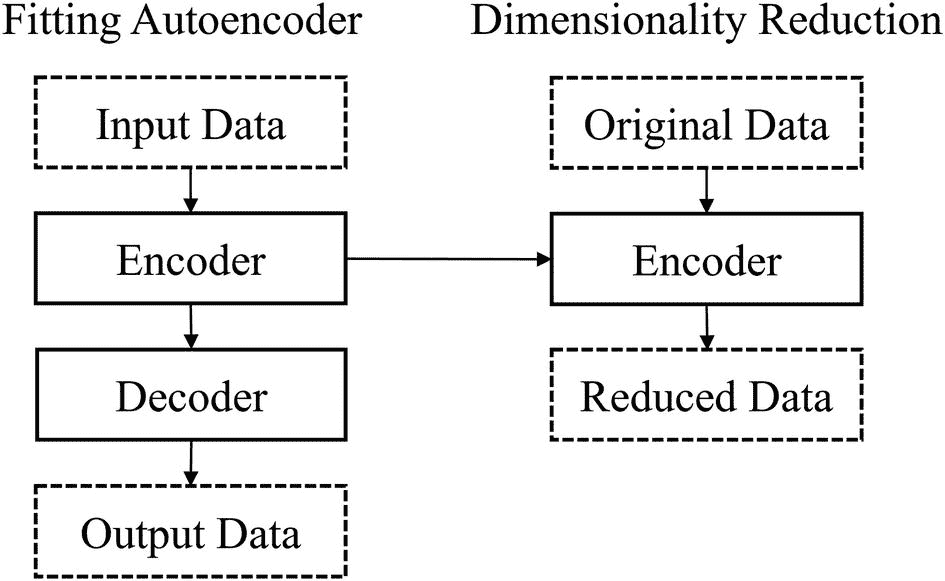 Fitting Autoencoder
Input Data
Encoder
Decoder
Output Data
Dimensionality Reduction
Original Data
Encoder
Reduced Data